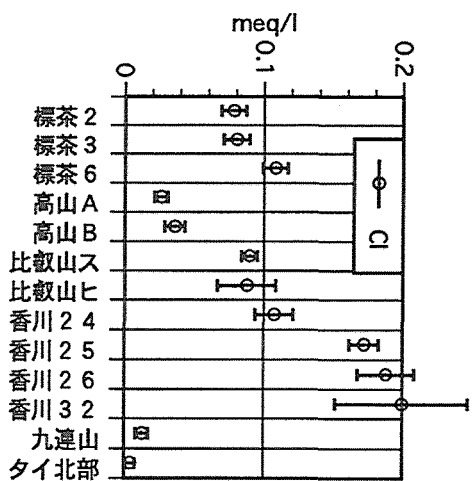 meq/l
0
0.1
0.2
Cl
標茶2
標茶3
標茶6
高山A
高山B
比叡山ス
比叡山ヒ
香川24
香川25
香川26
香川32
九連山
タイ北部